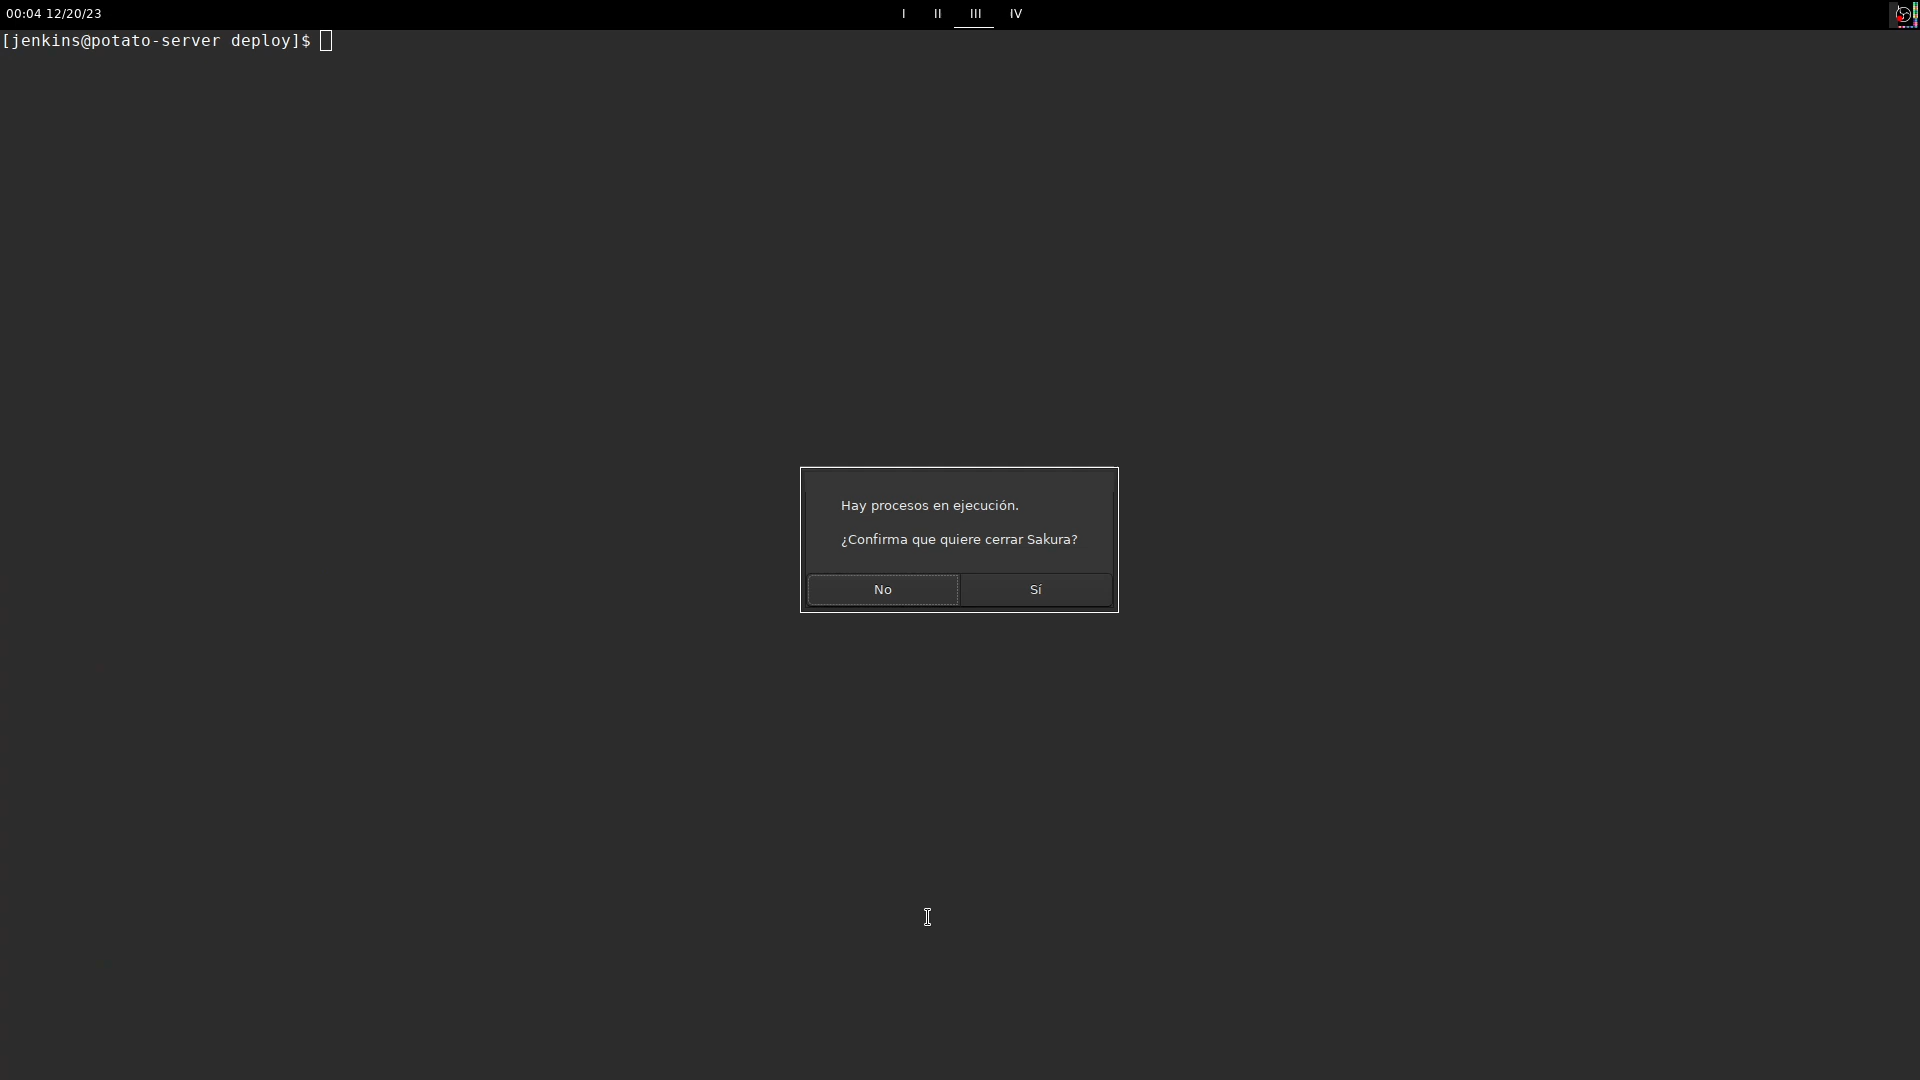 00:04 12/20/23
I II III IV
[jenkins@potato-server deploy]$
Hay procesos en ejecución.
¿Confirma que quiere cerrar Sakura?
No Sí